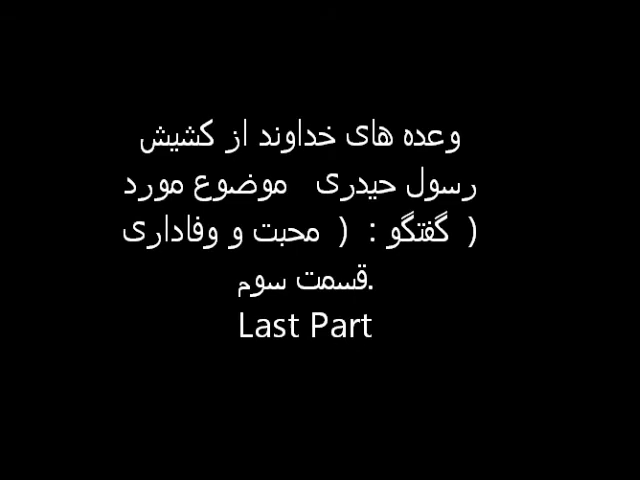 وعده های خداوند از کشیش
رسول حیدری موضوع مورد
( گفتگو : ( محبت و وفاداری
.قسمت سوم
Last Part